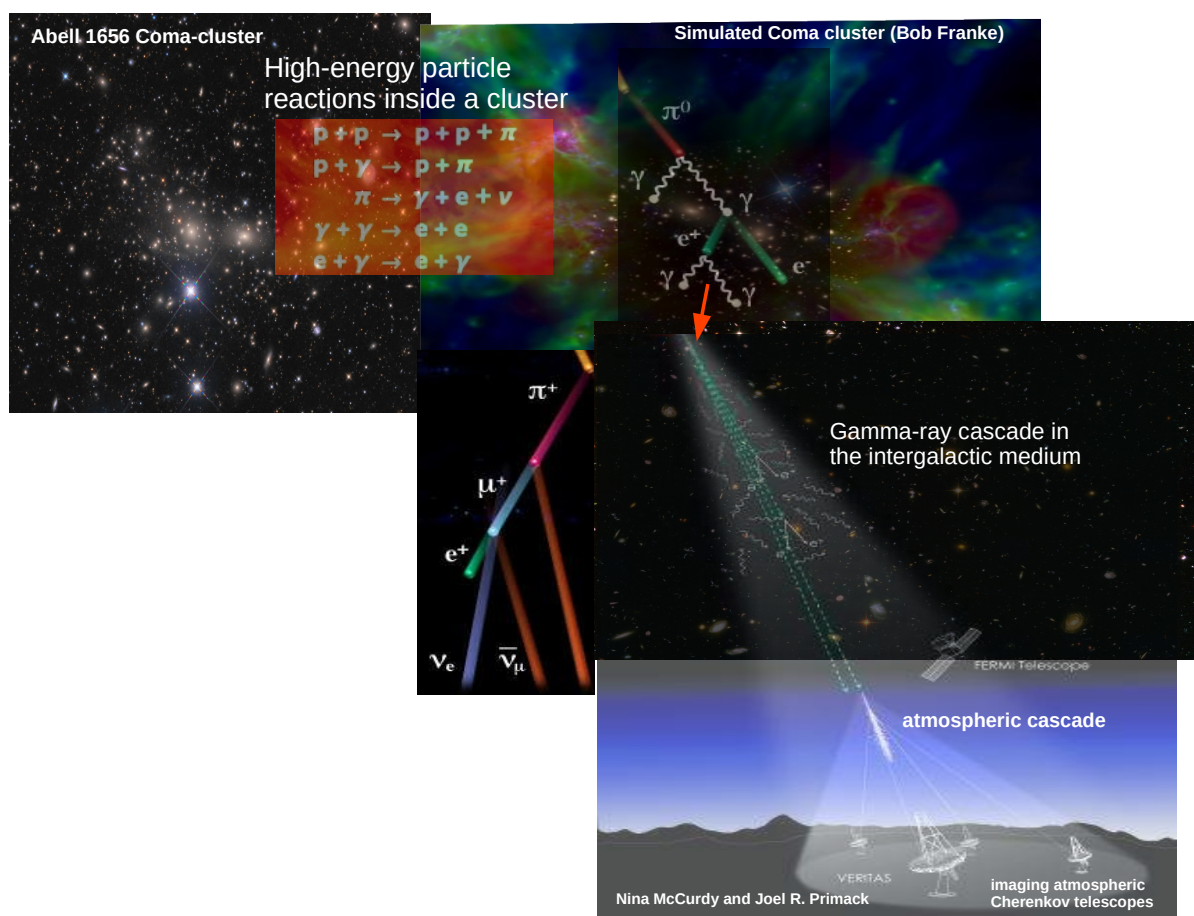 Abell 1656 Coma-cluster
Simulated Coma cluster (Bob Franke)
High-energy particle
reactions inside a cluster
p + p → p + p + π
p + γ → p + π
π → γ + e + ν
γ + γ → e + e
e + γ → e + γ
π⁰
γ
γ
e⁺
e⁻
γ
γ
π⁺
μ⁺
e⁺
νₑ
ν̅_μ
Gamma-ray cascade in
the intergalactic medium
FERMI Telescope
atmospheric cascade
VERITAS
imaging atmospheric
Cherenkov telescopes
Nina McCurdy and Joel R. Primack